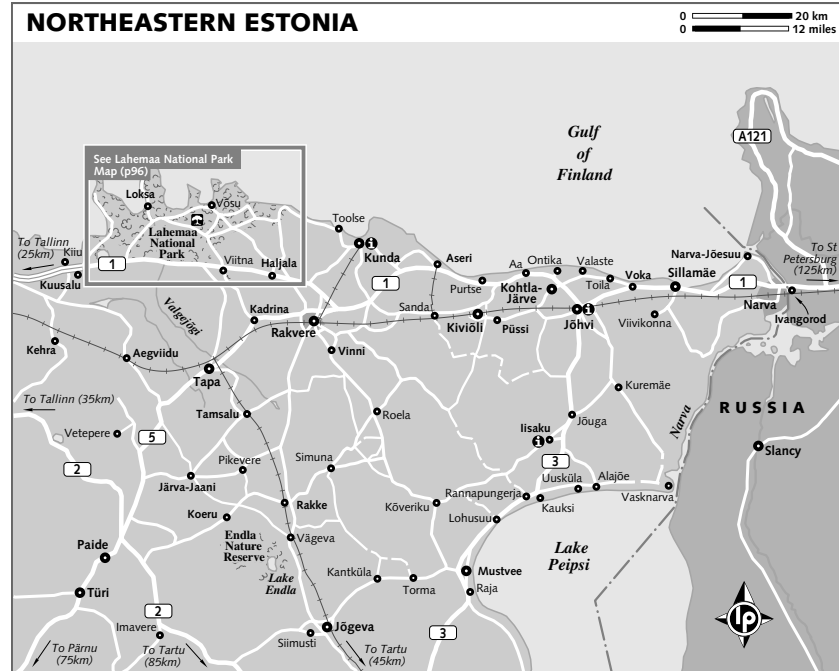 NORTHEASTERN ESTONIA
0 20 km
0 12 miles
A121
Gulf
of
Finland
See Lahemaa National Park
Map (p96)
Loksa
Võsu
Lahemaa
National
Park
Viitna
Haljala
1
Toolse
Kunda
To Tallinn
(25km)
Kiiu
Kuusalu
Valgejõgi
Kadrina
Rakvere
1
Aseri
Sanda
Purtse
Aa
Ontika
Valaste
Kohtla-
Järve
Toila
Voka
Sillamäe
Narva-Jõesuu
To St
Petersburg
(125km)
1
Narva
Ivangorod
Kiviõli
Püssi
Jõhvi
Viivikonna
Kehra
Aegviidu
Tapa
Vinni
To Tallinn (35km)
Tamsalu
Roela
Kuremäe
RUSSIA
Narva
Slancy
Vetepere
5
2
Iisaku
Jõuga
3
Simuna
Pikevere
Järva-Jaani
Koeru
Rakke
Kõveriku
Rannapungerja
Uusküla
Alajõe
Kauksi
Vasknarva
Lohusuu
Endla
Nature
Reserve
Vägeva
Lake
Endla
Lake
Peipsi
Paide
Türi
Kantküla
Torma
Mustvee
Raja
2
Imavere
Siimusti
Jõgeva
3
To Pärnu
(75km)
To Tartu
(85km)
To Tartu
(45km)
lp